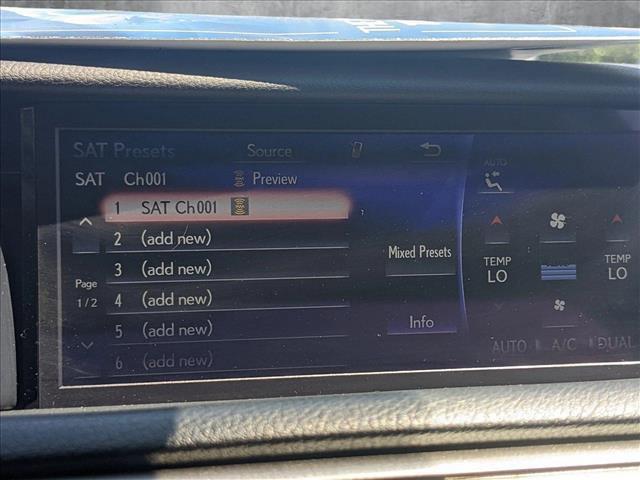 SAT Presets Source
SAT Ch001 Preview
1 SAT Ch001
2 (add new)
3 (add new)
4 (add new)
5 (add new)
6 (add new)
Page
1/2
Mixed Presets
Info
AUTO
TEMP
LO
TEMP
LO
AUTO A/C DUAL